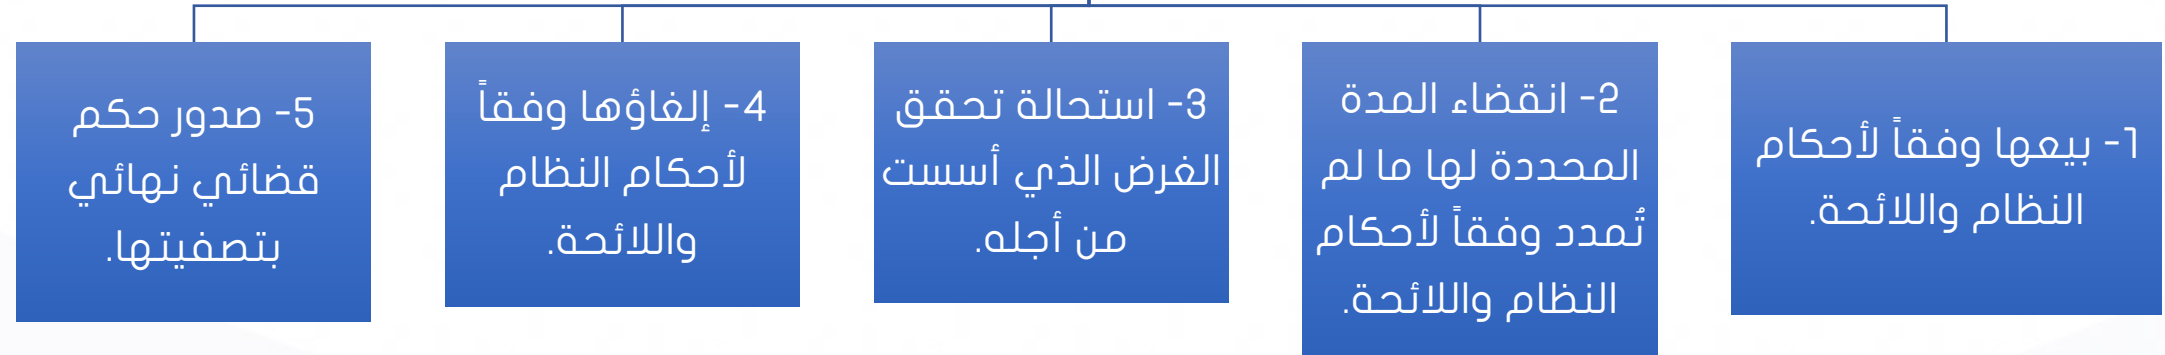 1- بيعها وفقاً لأحكام
النظام واللائحة.
2- انقضاء المدة
المحددة لها ما لم
تُمدد وفقاً لأحكام
النظام واللائحة.
3- استحالة تحقق
الغرض الذي أسست
من أجله.
4- إلغاؤها وفقاً
لأحكام النظام
واللائحة.
5- صدور حكم
قضائي نهائي
بتصفيتها.